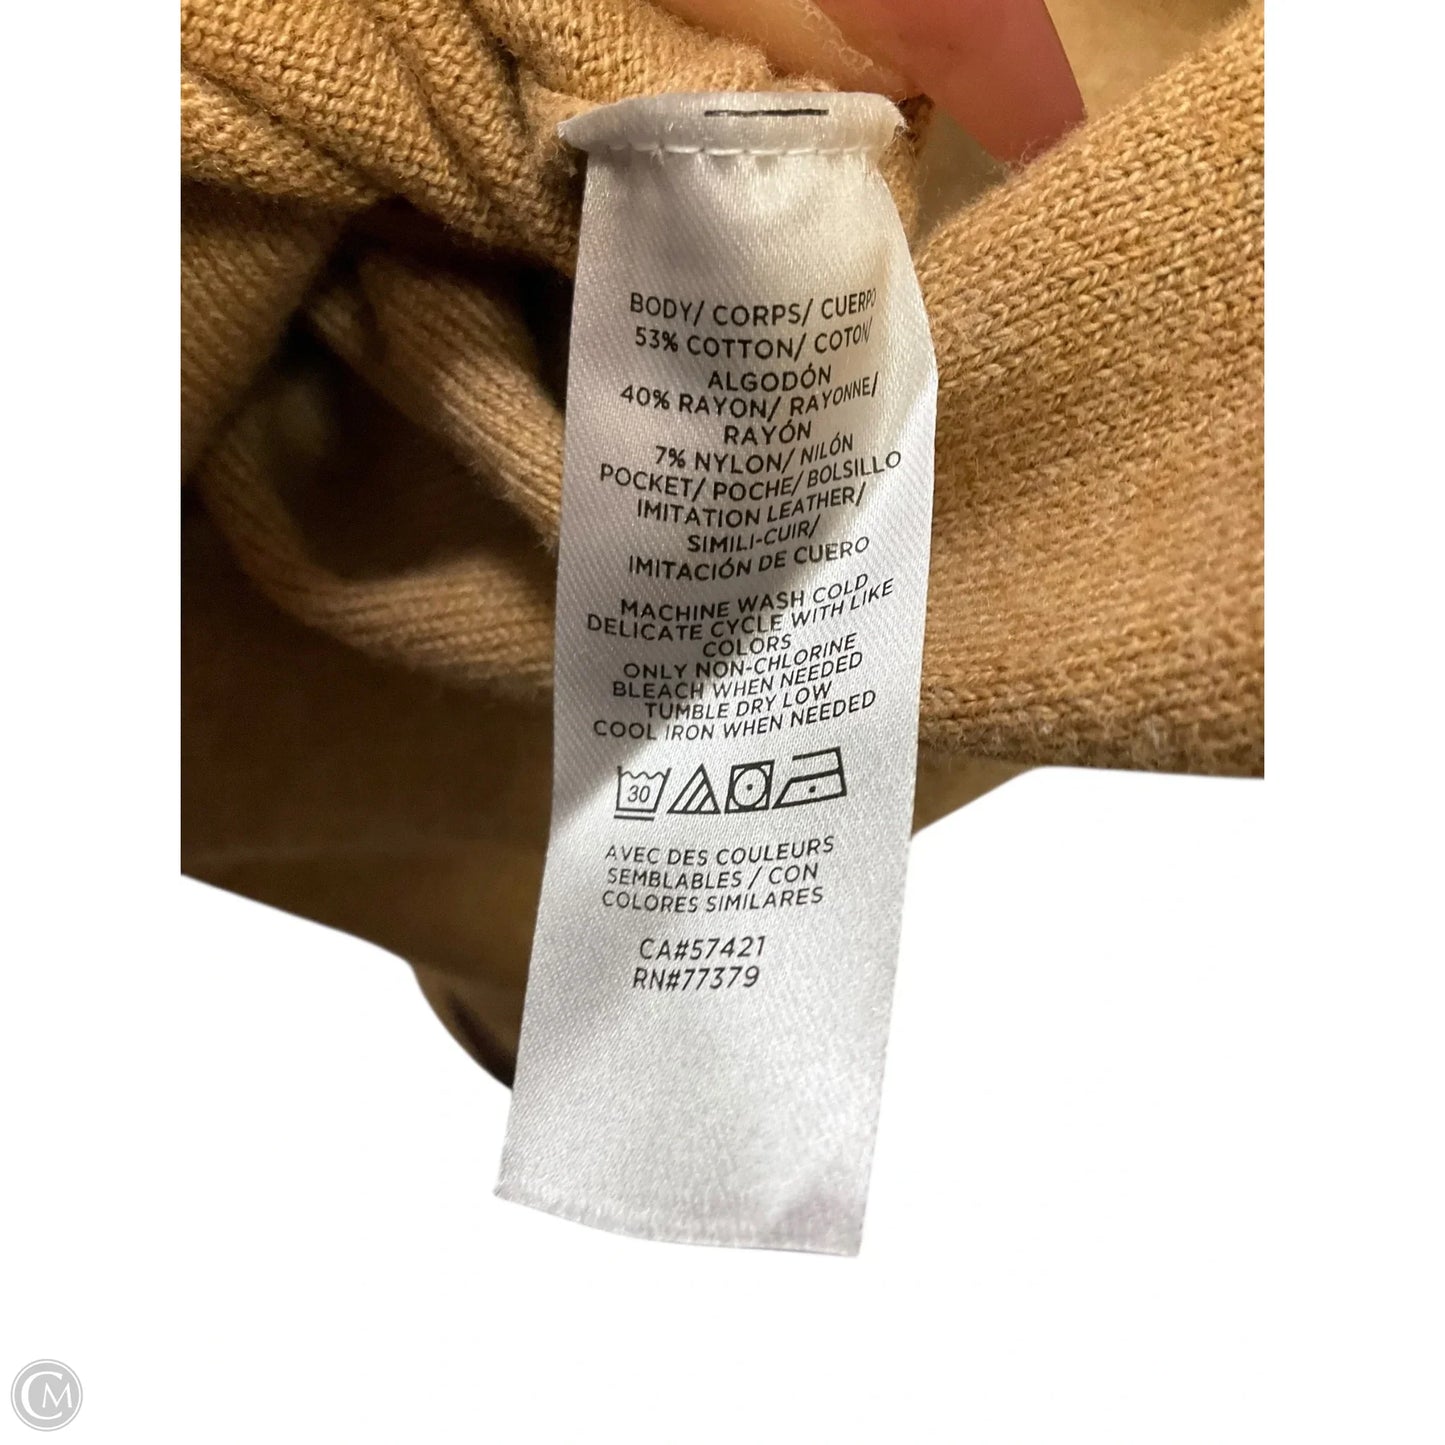 BODY/ CORPS/ CUERPO
53% COTTON/ COTON/
ALGODÓN
40% RAYON/ RAYONNE/
RAYÓN
7% NYLON/ NILÓN
POCKET/ POCHE/ BOLSILLO
IMITATION LEATHER/
SIMILI-CUIR/
IMITACIÓN DE CUERO
MACHINE WASH COLD
DELICATE CYCLE WITH LIKE
COLORS
ONLY NON-CHLORINE
BLEACH WHEN NEEDED
TUMBLE DRY LOW
COOL IRON WHEN NEEDED
30
AVEC DES COULEURS
SEMBLABLES / CON
COLORES SIMILARES
CA#57421
RN#77379
CM